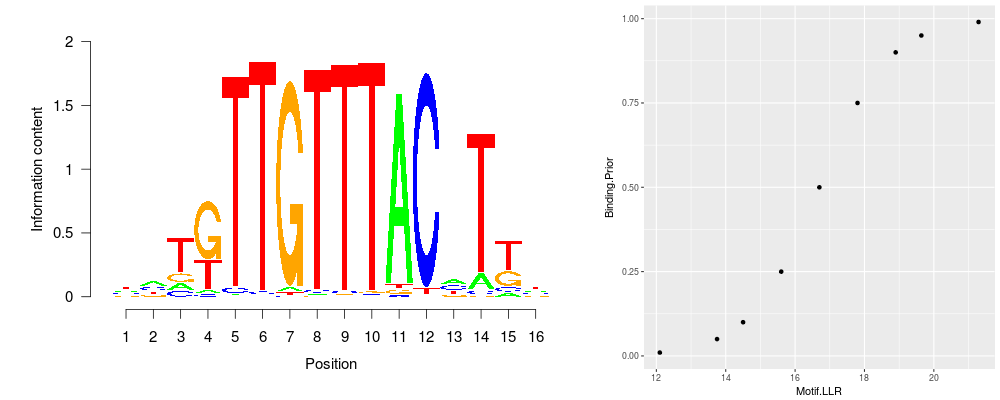 2
1.5
1
0.5
0
Information content
T G T T T G T T T A C T A T G
1 2 3 4 5 6 7 8 9 10 11 12 13 14 15 16
Position
1.00
0.75
0.50
0.25
0.00
Binding.Prior
12 14 16 18 20
Motif.LLR